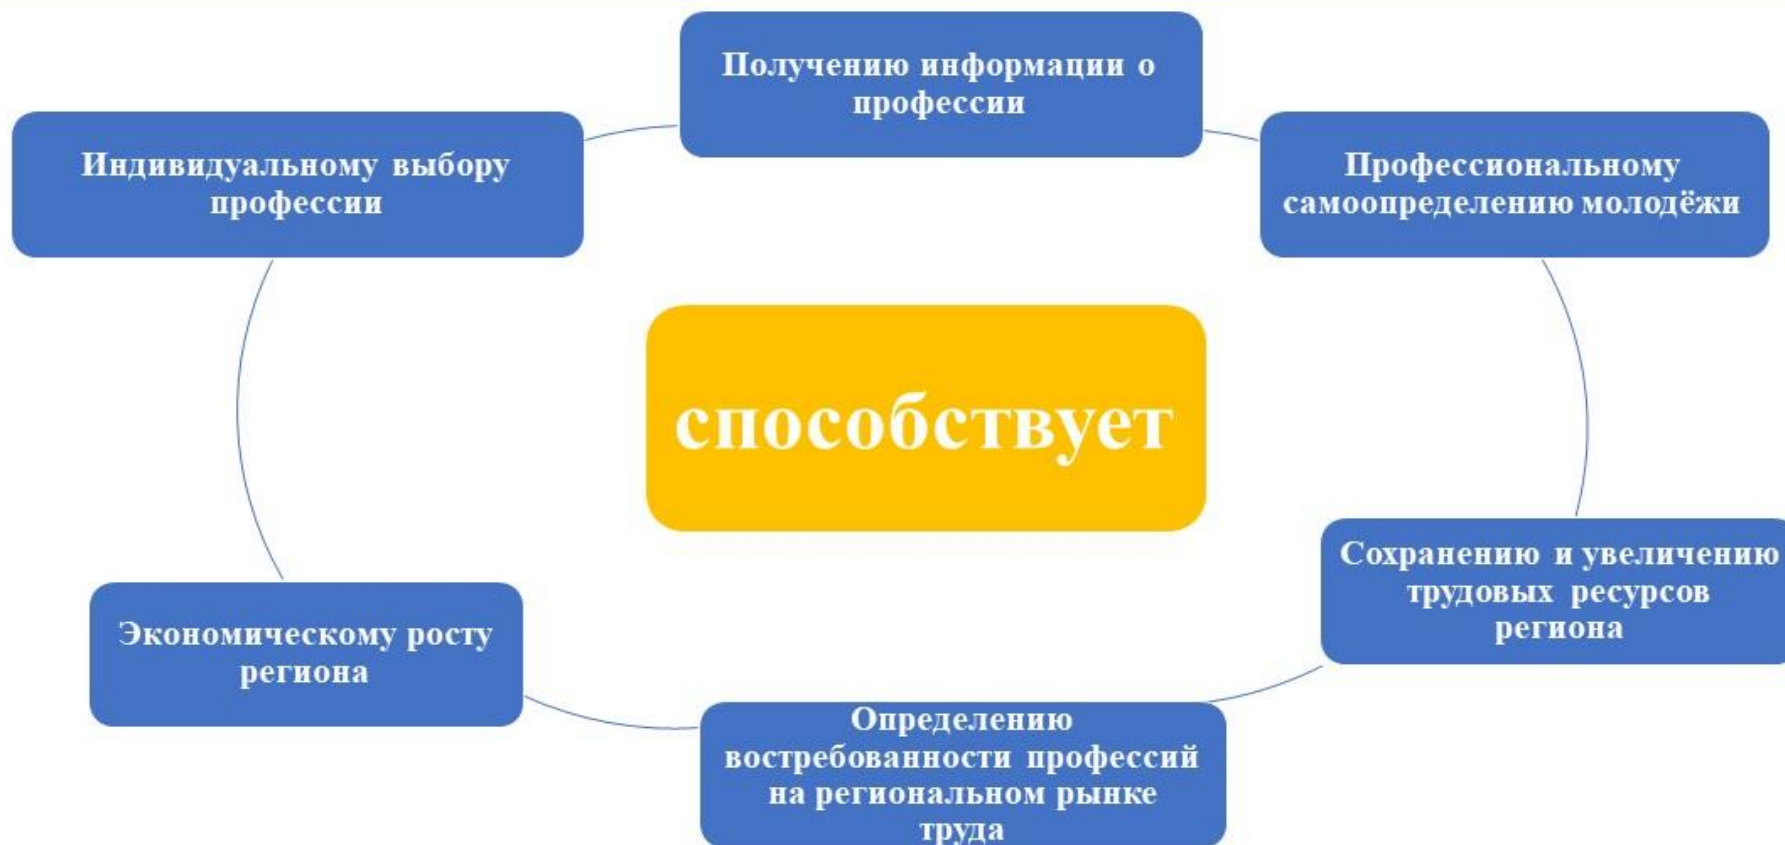 Получению информации о
профессии
Индивидуальному выбору
профессии
Профессиональному
самоопределению молодёжи
способствует
Сохранению и увеличению
трудовых ресурсов
региона
Экономическому росту
региона
Определению
востребованности профессий
на региональном рынке
труда